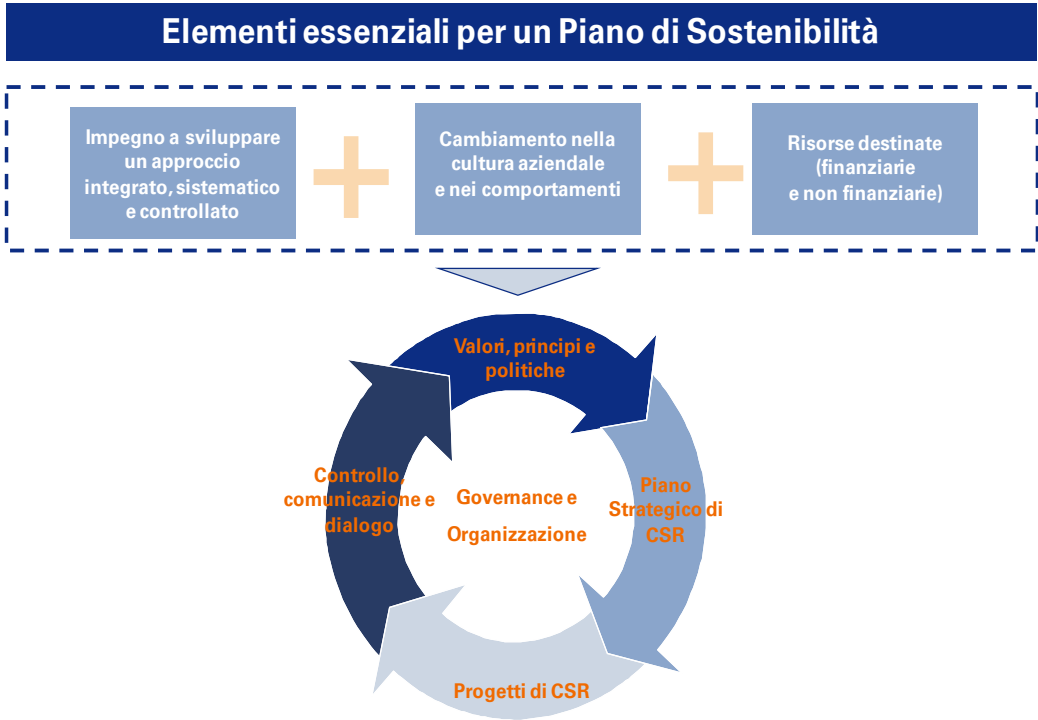 Elementi essenziali per un Piano di Sostenibilità
Impegno a sviluppare
un approccio
integrato, sistematico
e controllato
Cambiamento nella
cultura aziendale
e nei comportamenti
Risorse destinate
(finanziarie
e non finanziarie)
Valori, principi e
politiche
Piano
Strategico di
CSR
Progetti di CSR
Controllo,
comunicazione e
dialogo
Governance e
Organizzazione